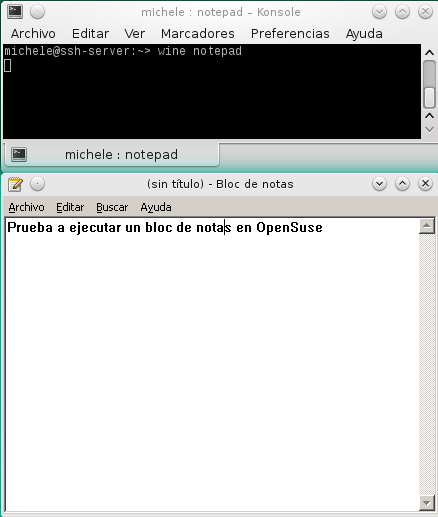 michele : notepad – Konsole
Archivo Editar Ver Marcadores Preferencias Ayuda
michele@ssh-server:~> wine notepad
michele : notepad
(sin título) - Bloc de notas
Archivo Editar Buscar Ayuda
Prueba a ejecutar un bloc de notas en OpenSuse